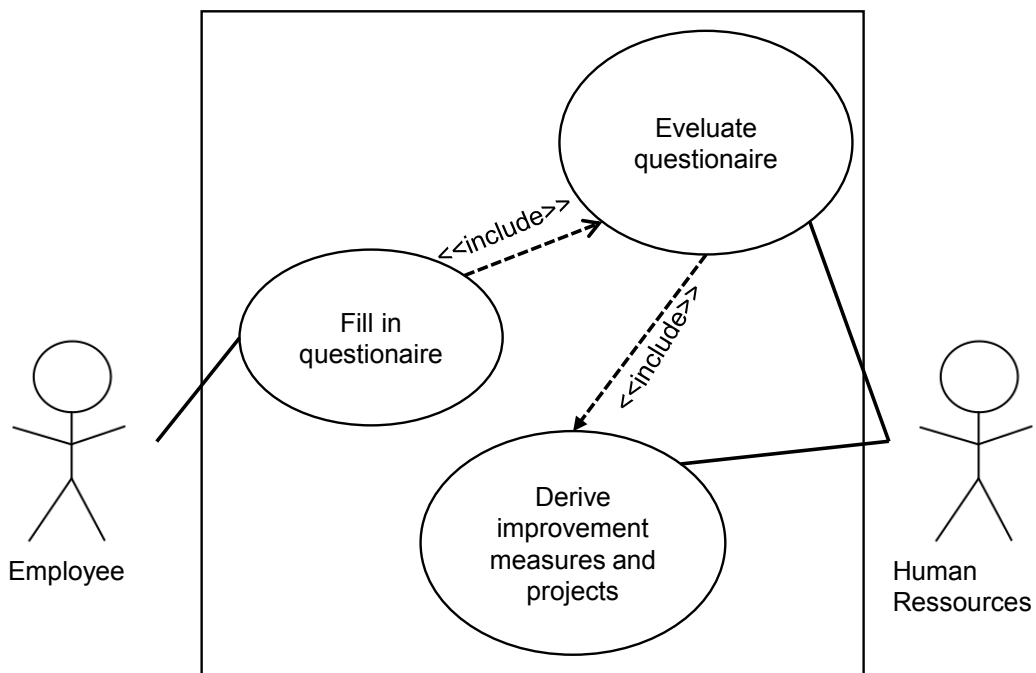 Eveluate
questionaire
<<include>>
Fill in
questionaire
<<include>>
Derive
improvement
measures and
projects
Employee
Human
Ressources